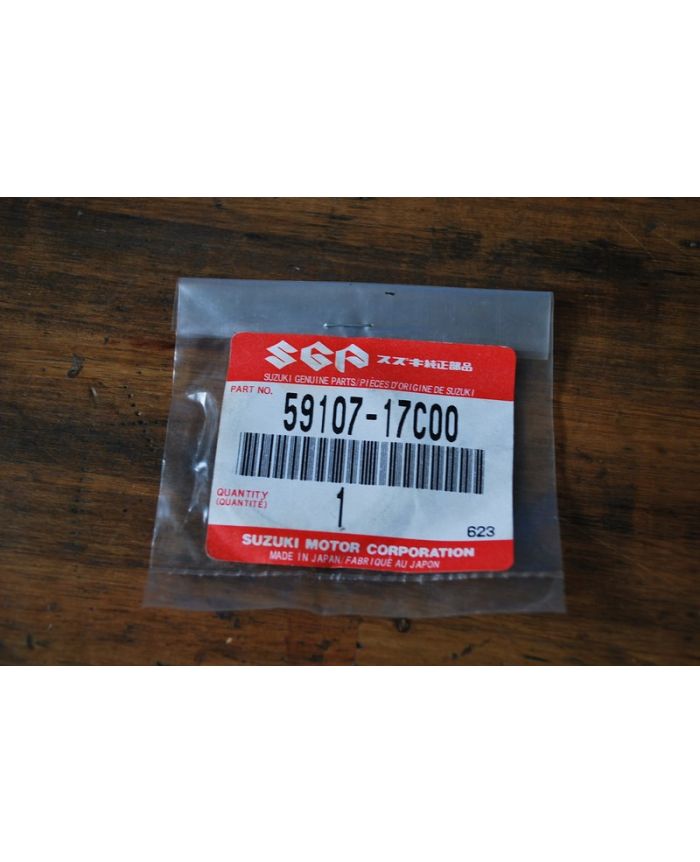 SGP スズキ純正部品
SUZUKI GENUINE PARTS/PIÈCES D'ORIGINE DE SUZUKI
PART NO.
59107-17C00
QUANTITY
(QUANTITÉ)
1
623
SUZUKI MOTOR CORPORATION
MADE IN JAPAN/FABRIQUÉ AU JAPON